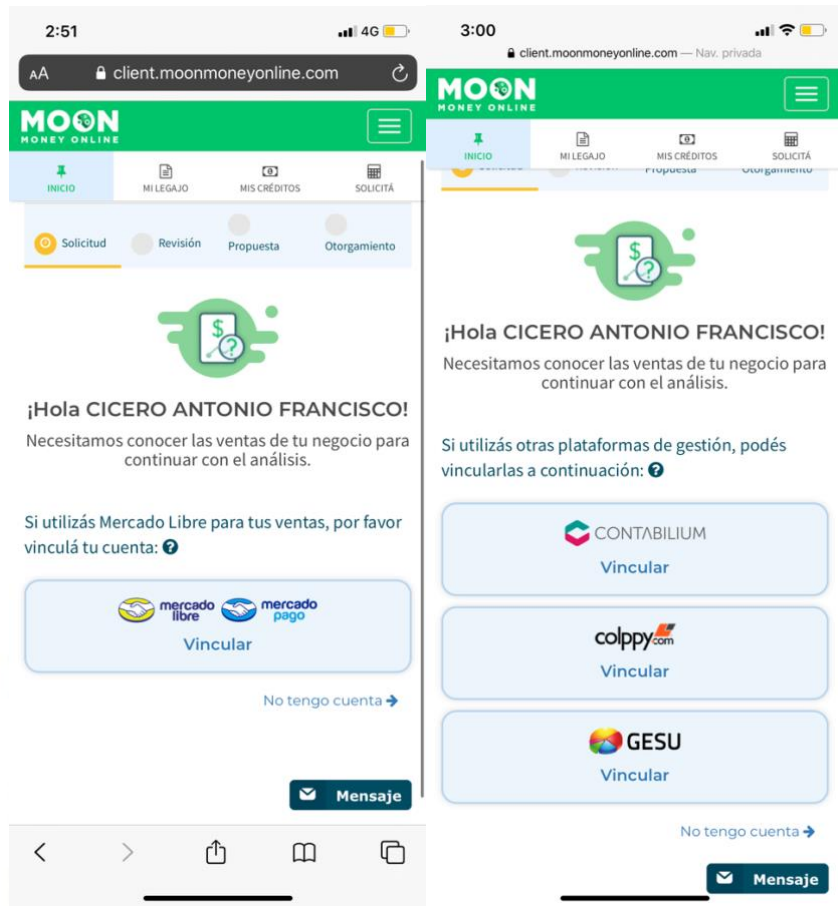 2:51
4G
AA client.moonmoneyonline.com
MOON
MONEY ONLINE
INICIO MI LEGAJO MIS CRÉDITOS SOLICITÁ
Solicitud Revisión Propuesta Otorgamiento
$
?
¡Hola CICERO ANTONIO FRANCISCO!
Necesitamos conocer las ventas de tu negocio para
continuar con el análisis.
Si utilizás Mercado Libre para tus ventas, por favor
vinculá tu cuenta: ?
mercado
libre
mercado
pago
Vincular
No tengo cuenta →
Mensaje
3:00
client.moonmoneyonline.com — Nav. privada
MOON
MONEY ONLINE
INICIO MI LEGAJO MIS CRÉDITOS SOLICITÁ
Solicitud Revisión Propuesta Otorgamiento
$
?
¡Hola CICERO ANTONIO FRANCISCO!
Necesitamos conocer las ventas de tu negocio para
continuar con el análisis.
Si utilizás otras plataformas de gestión, podés
vincularlas a continuación: ?
CONTABILIUM
Vincular
colppy.com
Vincular
GESU
Vincular
No tengo cuenta →
Mensaje